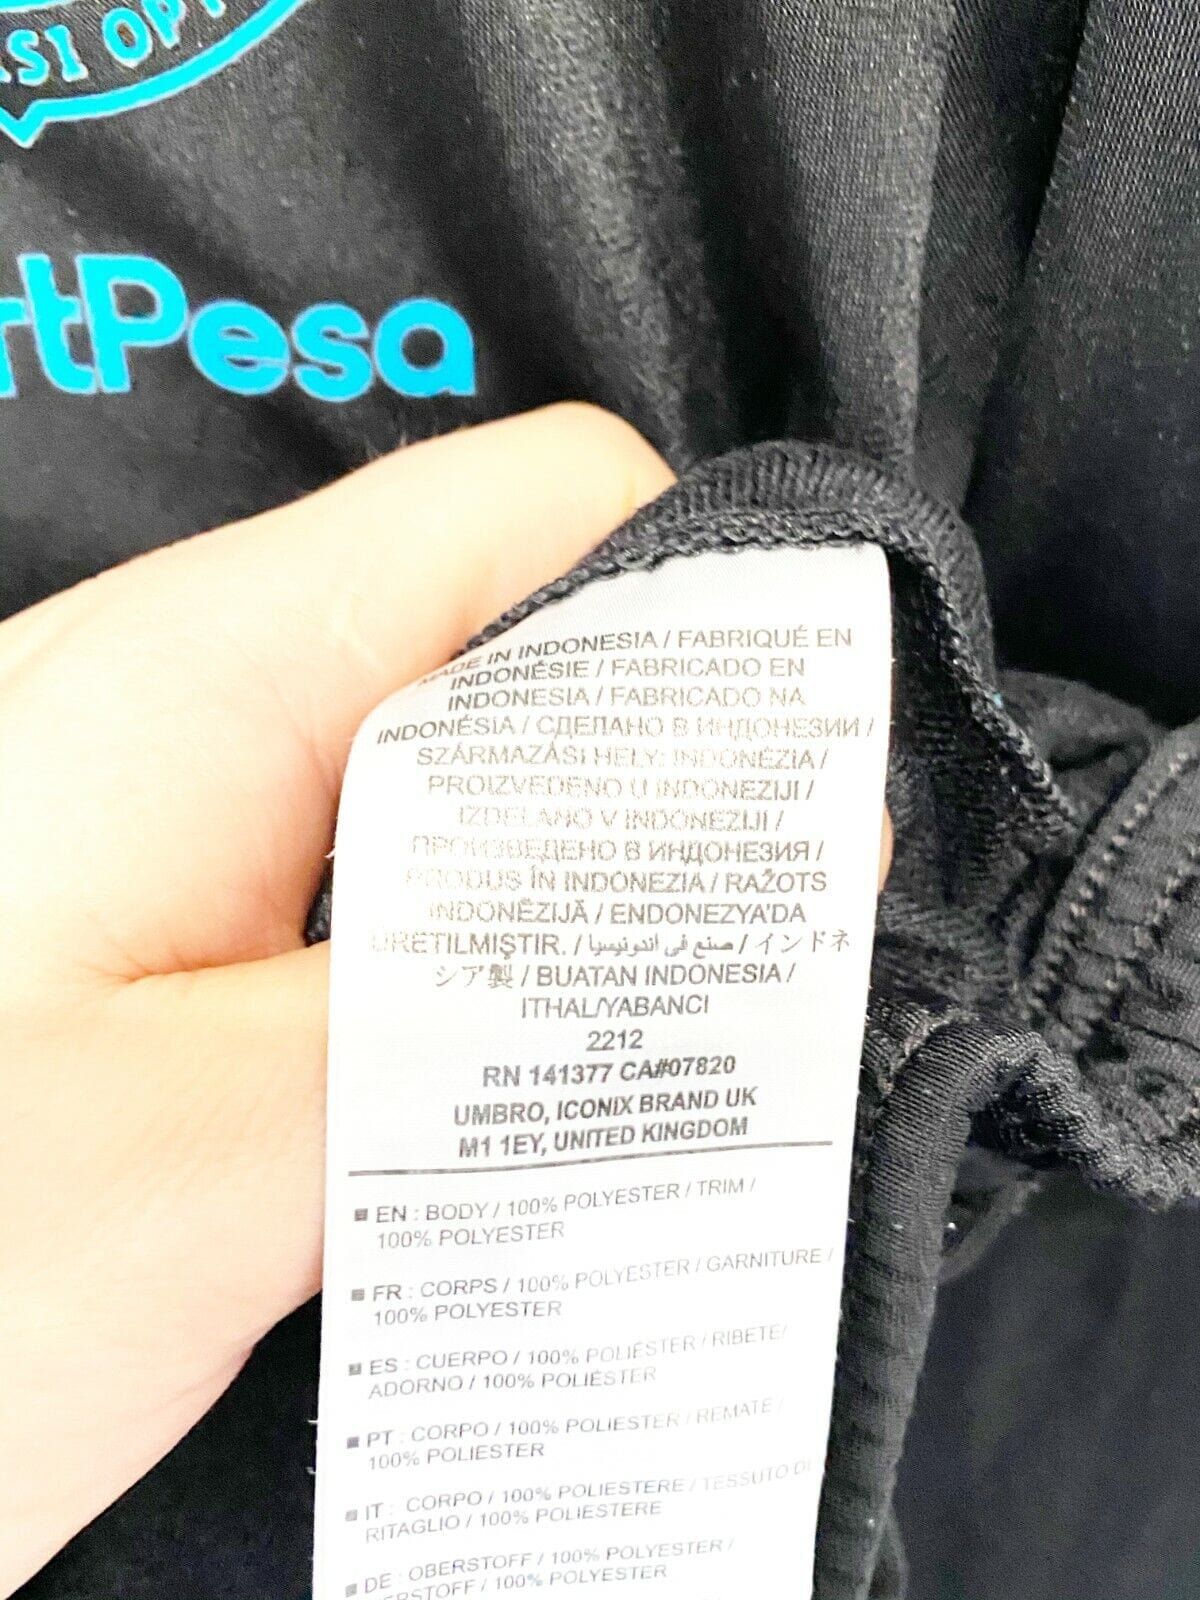 SI OPT
rtPesa
MADE IN INDONESIA / FABRIQUÉ EN
INDONÉSIE / FABRICADO EN
INDONESIA / FABRICADO NA
INDONÉSIA / СДЕЛАНО В ИНДОНЕЗИИ /
SZÁRMAZÁSI HELY: INDONÉZIA /
PROIZVEDENO U INDONEZIJI /
IZDELANO V INDONEZIJI /
ПРОИЗВЕДЕНО В ИНДОНЕЗИЯ /
PRODUS ÎN INDONEZIA / RAŽOTS
INDONĒZIJĀ / ENDONEZYA'DA
ÜRETILMIŞTIR. / صنع في اندونيسيا / インドネ
シア製 / BUATAN INDONESIA /
ITHAL/YABANCI
2212
RN 141377 CA#07820
UMBRO, ICONIX BRAND UK
M1 1EY, UNITED KINGDOM
EN : BODY / 100% POLYESTER / TRIM /
100% POLYESTER
FR : CORPS / 100% POLYESTER / GARNITURE /
100% POLYESTER
ES : CUERPO / 100% POLIÉSTER / RIBETE/
ADORNO / 100% POLIÉSTER
PT : CORPO / 100% POLIESTER / REMATE /
100% POLIESTER
IT : CORPO / 100% POLIESTERE / TESSUTO DI
RITAGLIO / 100% POLIESTERE
DE : OBERSTOFF / 100% POLYESTER /
ERSTOFF / 100% POLYESTER